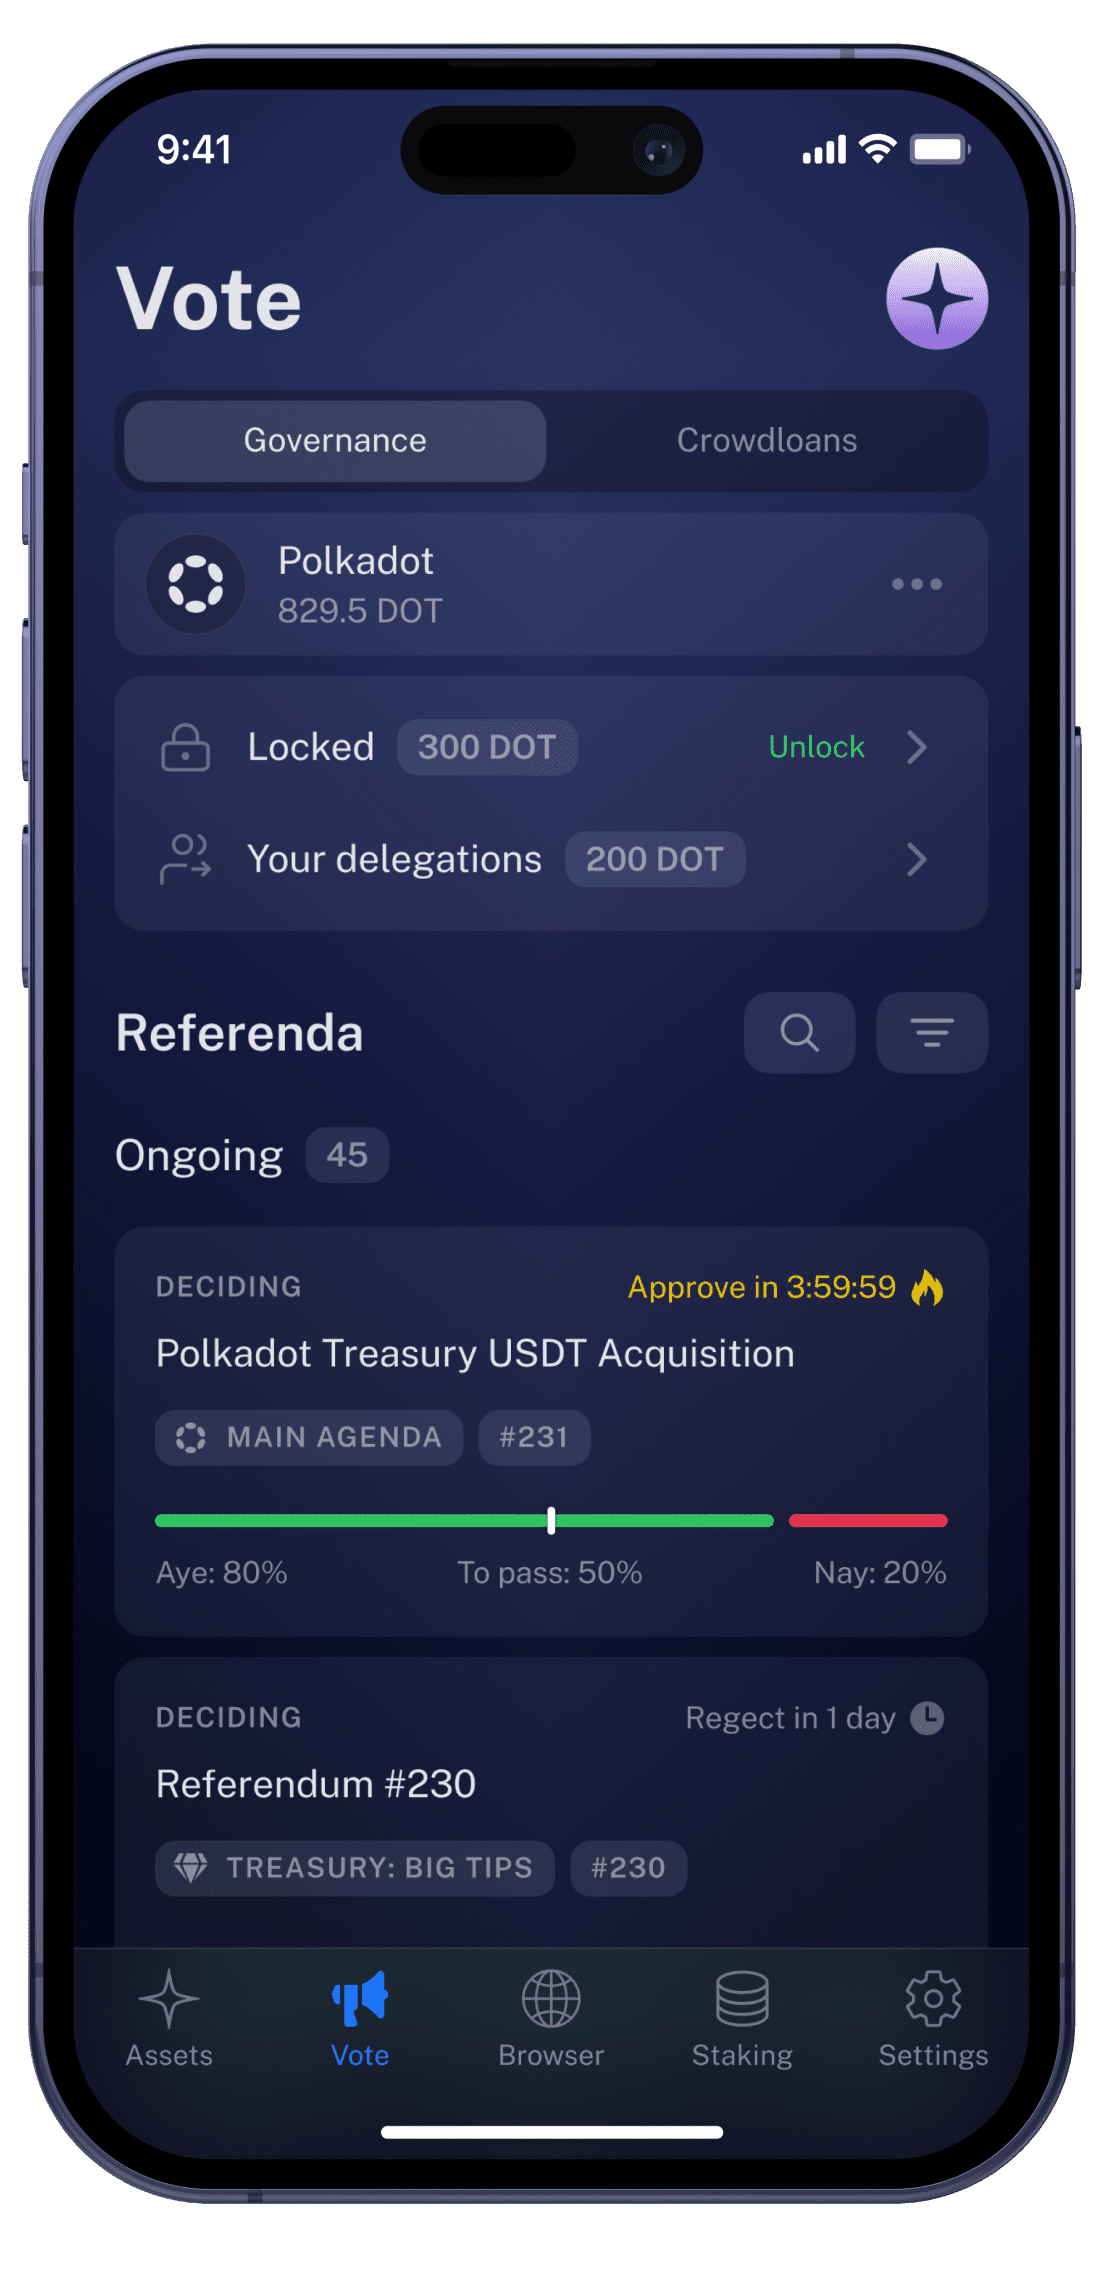 9:41
Vote
Governance
Crowdloans
Polkadot
829.5 DOT
Locked 300 DOT Unlock
Your delegations 200 DOT
Referenda
Ongoing 45
DECIDING Approve in 3:59:59
Polkadot Treasury USDT Acquisition
MAIN AGENDA #231
Aye: 80% To pass: 50% Nay: 20%
DECIDING Regect in 1 day
Referendum #230
TREASURY: BIG TIPS #230
Assets Vote Browser Staking Settings